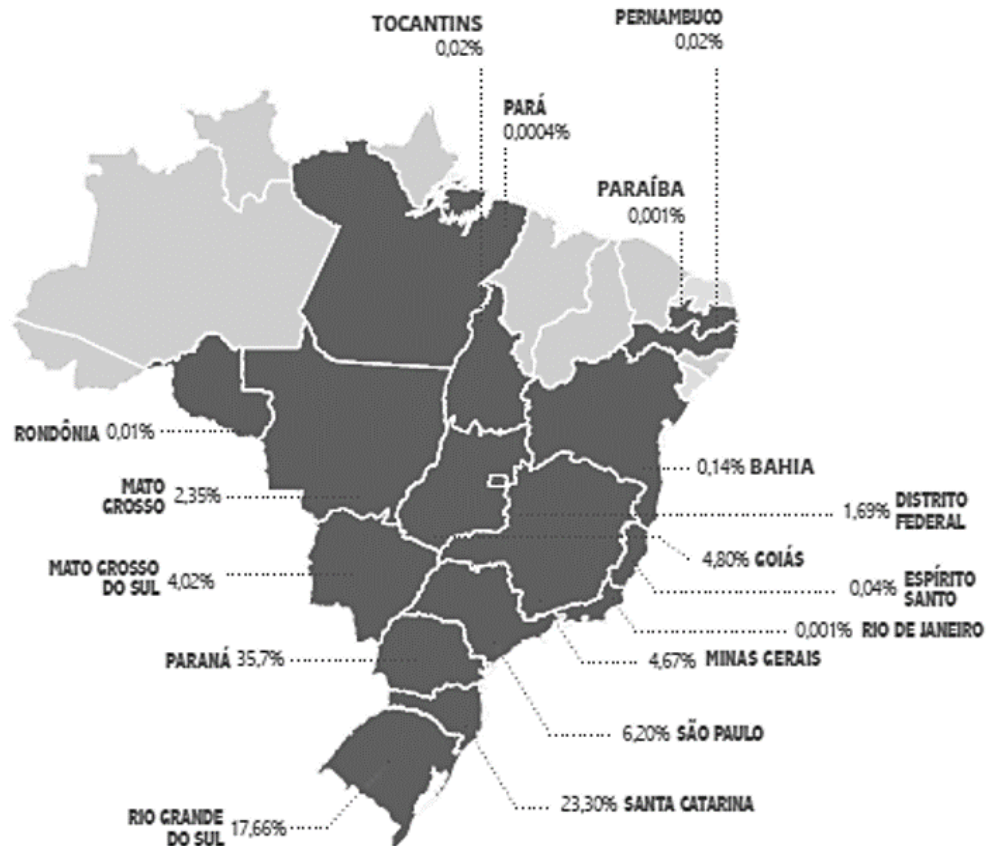 TOCANTINS
0,02%
PERNAMBUCO
0,02%
PARÁ
0,0004%
PARAÍBA
0,001%
RONDÔNIA 0,01%
0,14% BAHIA
MATO
GROSSO 2,35%
1,69% DISTRITO
FEDERAL
4,80% GOIÁS
MATO GROSSO
DO SUL 4,02%
0,04% ESPÍRITO
SANTO
0,001% RIO DE JANEIRO
PARANÁ 35,7%
4,67% MINAS GERAIS
6,20% SÃO PAULO
23,30% SANTA CATARINA
RIO GRANDE
DO SUL 17,66%